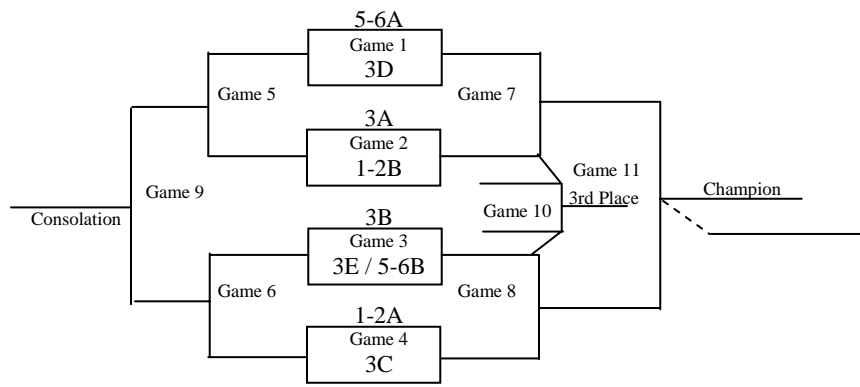 5-6A
Game 1
3D
Game 5
Game 7
3A
Game 2
1-2B
Game 11
Game 9
3rd Place
Champion
Consolation
Game 10
3B
Game 3
3E / 5-6B
Game 6
Game 8
1-2A
Game 4
3C